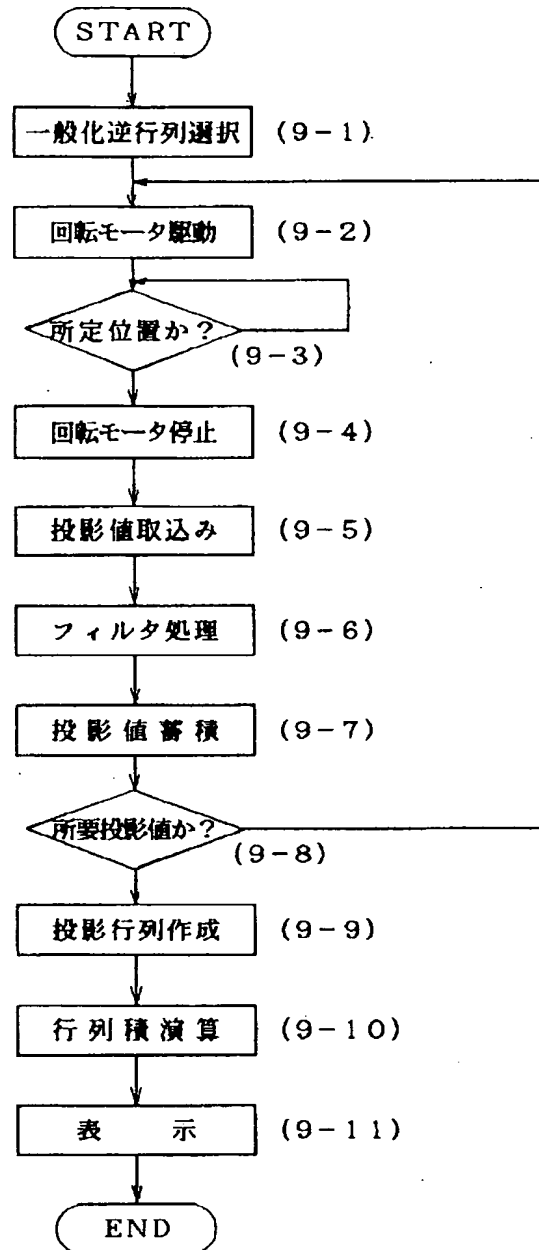 START
一般化逆行列選択 (9-1)
回転モータ駆動 (9-2)
所定位置か?
(9-3)
回転モータ停止 (9-4)
投影値取込み (9-5)
フィルタ処理 (9-6)
投影値蓄積 (9-7)
所要投影値か?
(9-8)
投影行列作成 (9-9)
行列積演算 (9-10)
表 示 (9-11)
END